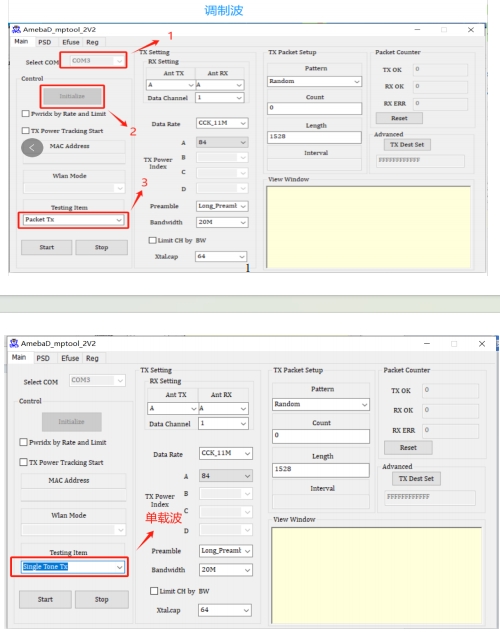 调制波
AmebaD_mptool_2V2
Main PSD Efuse Reg
1
Select COM COM3
TX Setting
RX Setting
TX Packet Setup
Packet Counter
Control
Initialize
2
Pwridx by Rate and Limit
TX Power Tracking Start
MAC Address
Wlan Mode
3
Testing Item
Packet Tx
Start Stop
Ant TX Ant RX
A A
Data Channel 1
Data Rate CCK_11M
A 84
TX Power Index
B
C
D
Preamble Long_Preaml
Bandwidth 20M
Limit CH by BW
Xtalcap 64
1
Pattern
Random
Count
0
Length
1528
Interval
View Window
TX OK 0
RX OK 0
RX ERR 0
Reset
Advanced
TX Dest Set
FFFFFFFFFFFF
AmebaD_mptool_2V2
Main PSD Efuse Reg
Select COM COM3
Control
Initialize
Pwridx by Rate and Limit
TX Power Tracking Start
MAC Address
Wlan Mode
单载波
Testing Item
Single Tone Tx
Start Stop
TX Setting
RX Setting
Ant TX Ant RX
A A
Data Channel 1
Data Rate CCK_11M
A 84
TX Power Index
B
C
D
Preamble Long_Preaml
Bandwidth 20M
Limit CH by BW
Xtalcap 64
TX Packet Setup
Pattern
Random
Count
0
Length
1528
Interval
View Window
Packet Counter
TX OK 0
RX OK 0
RX ERR 0
Reset
Advanced
TX Dest Set
FFFFFFFFFFFF